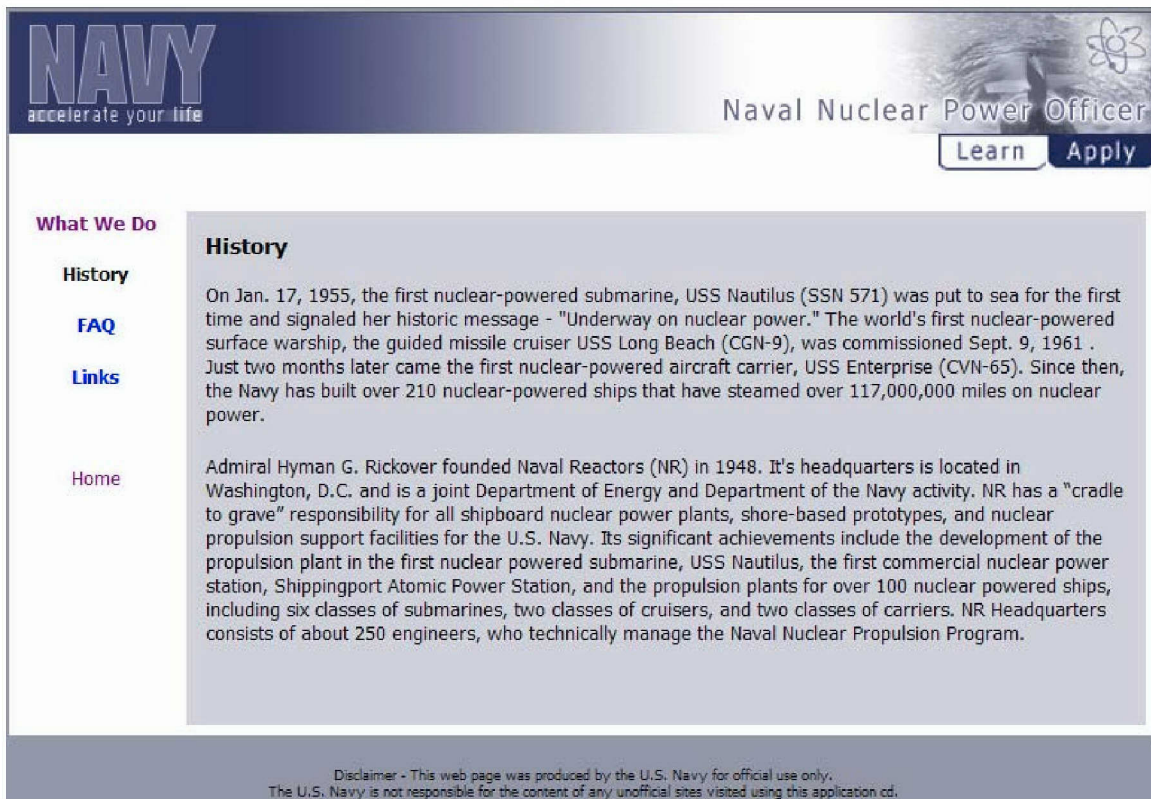 NAVY
accelerate your life
Naval Nuclear Power Officer
Learn Apply
What We Do
History
FAQ
Links
Home
History
On Jan. 17, 1955, the first nuclear-powered submarine, USS Nautilus (SSN 571) was put to sea for the first
time and signaled her historic message - "Underway on nuclear power." The world's first nuclear-powered
surface warship, the guided missile cruiser USS Long Beach (CGN-9), was commissioned Sept. 9, 1961 .
Just two months later came the first nuclear-powered aircraft carrier, USS Enterprise (CVN-65). Since then,
the Navy has built over 210 nuclear-powered ships that have steamed over 117,000,000 miles on nuclear
power.
Admiral Hyman G. Rickover founded Naval Reactors (NR) in 1948. It's headquarters is located in
Washington, D.C. and is a joint Department of Energy and Department of the Navy activity. NR has a “cradle
to grave” responsibility for all shipboard nuclear power plants, shore-based prototypes, and nuclear
propulsion support facilities for the U.S. Navy. Its significant achievements include the development of the
propulsion plant in the first nuclear powered submarine, USS Nautilus, the first commercial nuclear power
station, Shippingport Atomic Power Station, and the propulsion plants for over 100 nuclear powered ships,
including six classes of submarines, two classes of cruisers, and two classes of carriers. NR Headquarters
consists of about 250 engineers, who technically manage the Naval Nuclear Propulsion Program.
Disclaimer - This web page was produced by the U.S. Navy for official use only.
The U.S. Navy is not responsible for the content of any unofficial sites visited using this application cd.